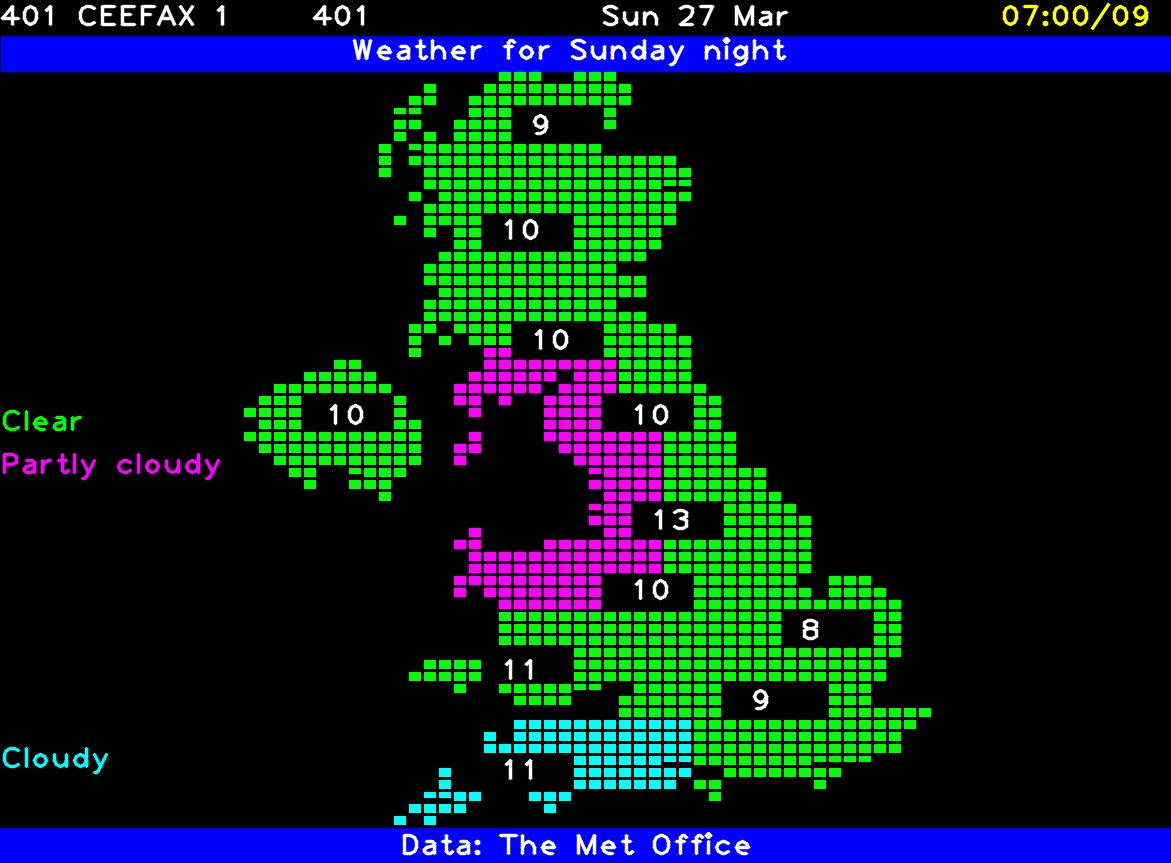 401 CEEFAX 1 401 Sun 27 Mar 07:00/09
Weather for Sunday night
9
10
10
10 10
Clear
Partly cloudy
13
10
8
11
9
Cloudy
11
Data: The Met Office